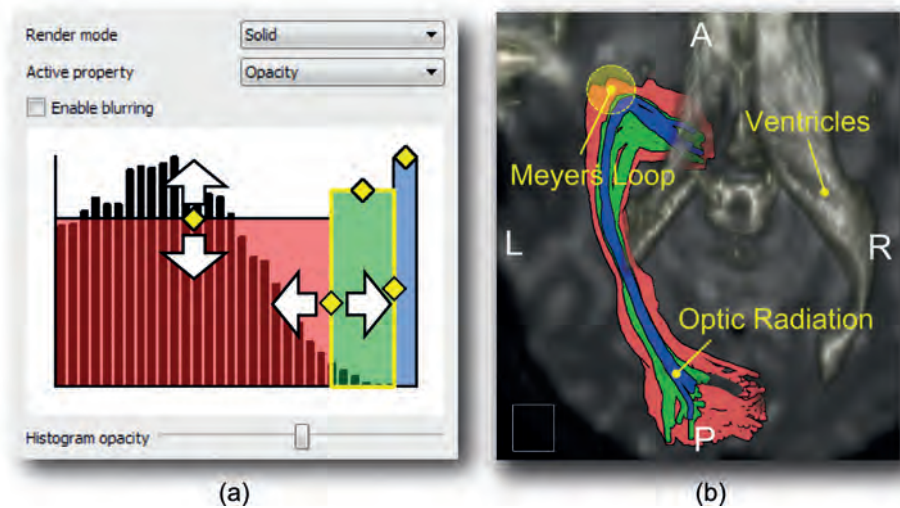 Render mode Solid
Active property Opacity
Enable blurring
Histogram opacity
(a)
A
Ventricles
Meyers Loop
L
R
Optic Radiation
P
(b)